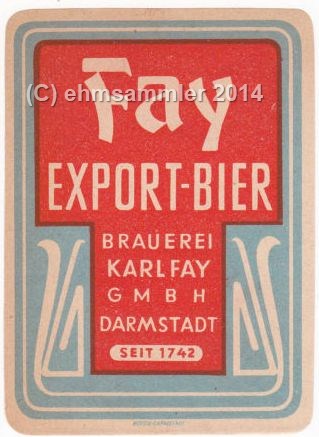 Fay
(C) ehmsammler 2014
EXPORT-BIER
BRAUEREI
KARL FAY
GMBH
DARMSTADT
SEIT 1742